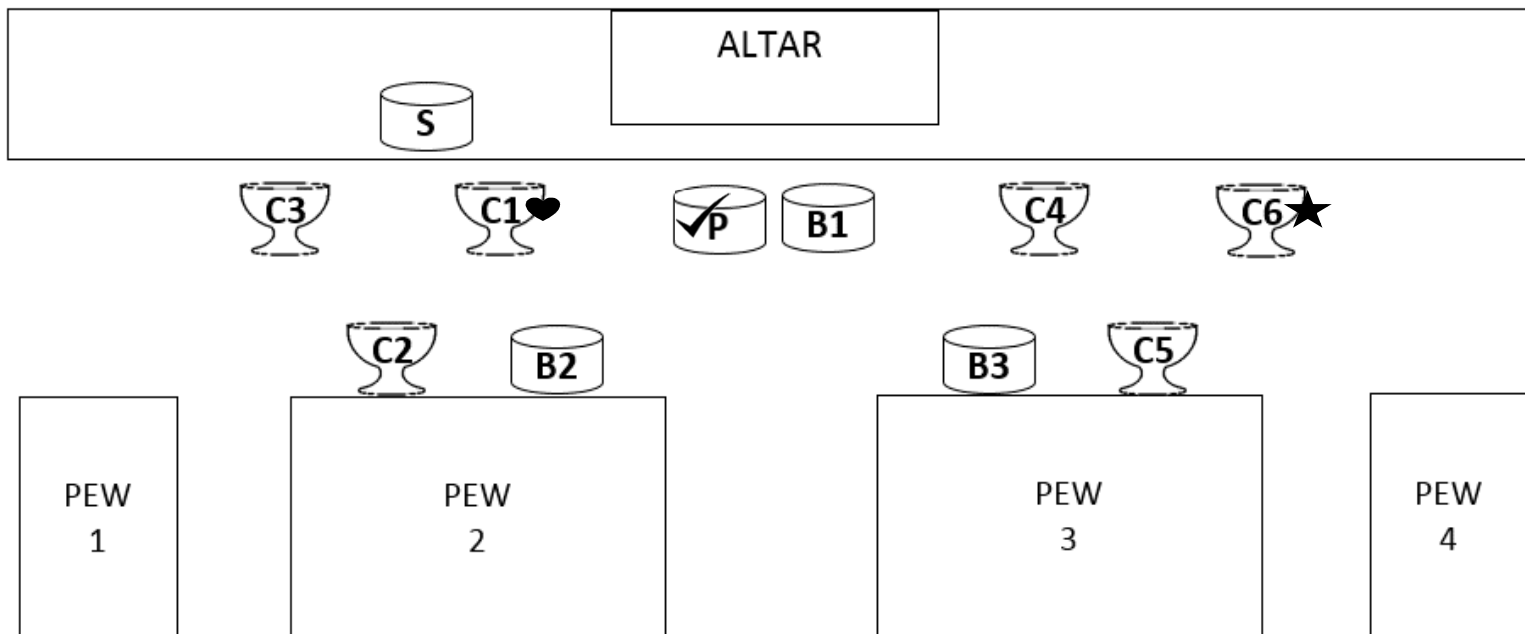 ALTAR
S
C3 C1 P B1 C4 C6
C2 B2 B3 C5
PEW
1
PEW
2
PEW
3
PEW
4